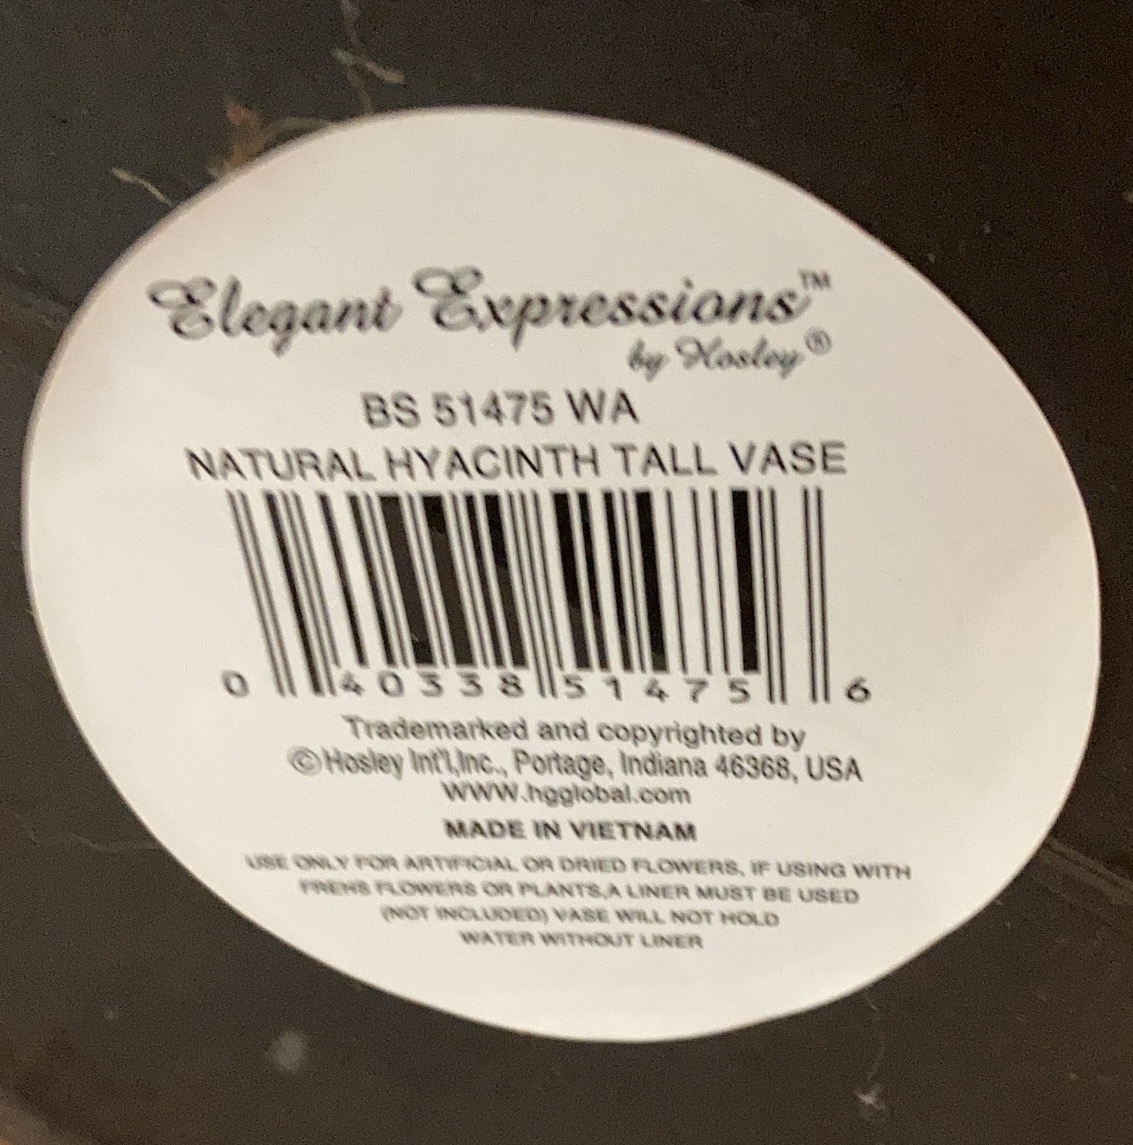 Elegant Expressions™
by Hosley®
BS 51475 WA
NATURAL HYACINTH TALL VASE
0 40338 51475 6
Trademarked and copyrighted by
©Hosley Int'l,Inc., Portage, Indiana 46368, USA
WWW.hgglobal.com
MADE IN VIETNAM
USE ONLY FOR ARTIFICIAL OR DRIED FLOWERS, IF USING WITH
FREHS FLOWERS OR PLANTS,A LINER MUST BE USED
(NOT INCLUDED) VASE WILL NOT HOLD
WATER WITHOUT LINER